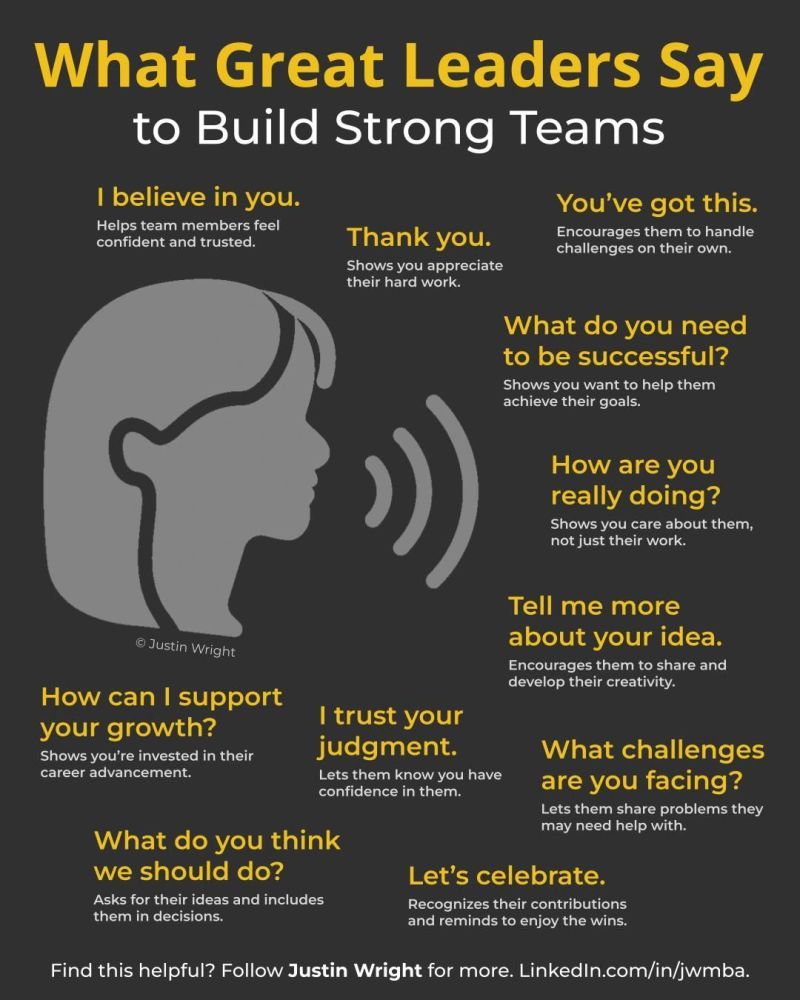 What Great Leaders Say
to Build Strong Teams
I believe in you.
Helps team members feel
confident and trusted.
Thank you.
Shows you appreciate
their hard work.
You've got this.
Encourages them to handle
challenges on their own.
What do you need
to be successful?
Shows you want to help them
achieve their goals.
How are you
really doing?
Shows you care about them,
not just their work.
Tell me more
about your idea.
Encourages them to share and
develop their creativity.
© Justin Wright
How can I support
your growth?
Shows you're invested in their
career advancement.
I trust your
judgment.
Lets them know you have
confidence in them.
What challenges
are you facing?
Lets them share problems they
may need help with.
What do you think
we should do?
Asks for their ideas and includes
them in decisions.
Let's celebrate.
Recognizes their contributions
and reminds to enjoy the wins.
Find this helpful? Follow Justin Wright for more. LinkedIn.com/in/jwmba.